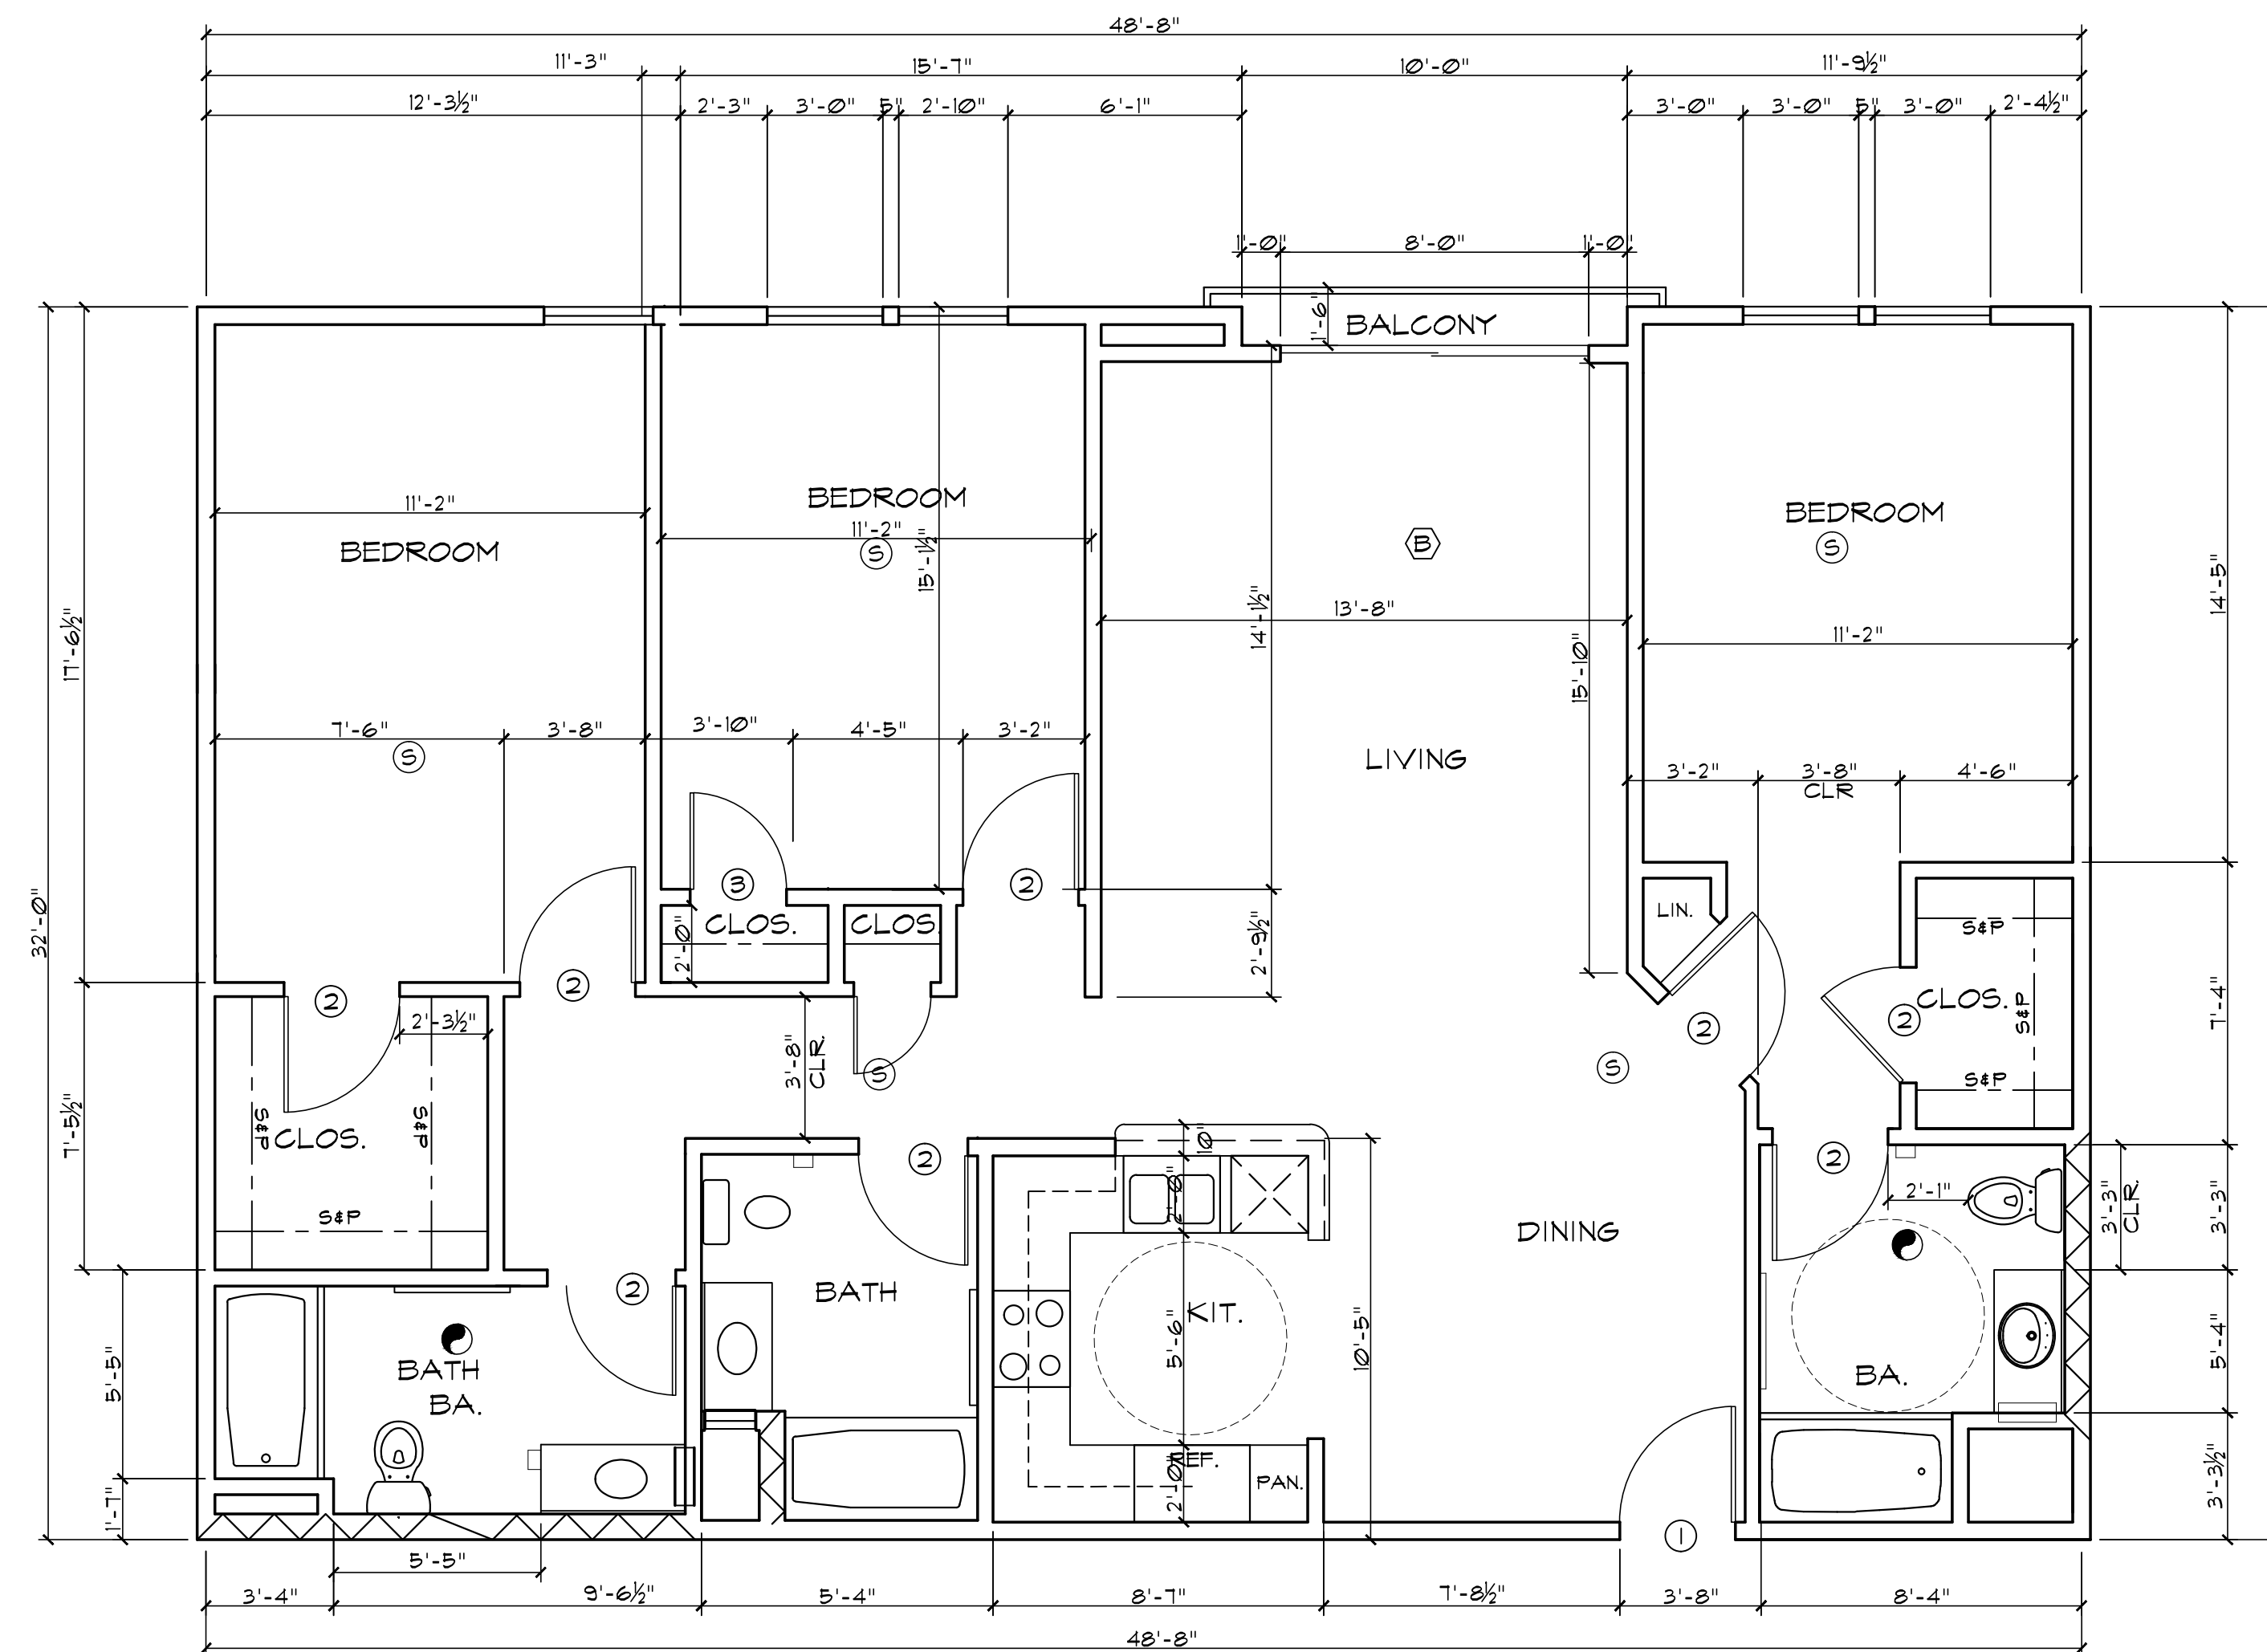 48'-8"
11'-3" 15'-7" 10'-0" 11'-9½"
12'-3½" 2'-3" 3'-0" 5" 2'-10" 6'-1" 3'-0" 3'-0" 5" 3'-0" 2'-4½"
1'-0" 8'-0" 1'-0"
1'-6"
BALCONY
11'-2"
BEDROOM
BEDROOM
11'-2"
S
15'-1½"
B
BEDROOM
S
14'-5"
13'-8"
14'-1½"
15'-10"
11'-2"
17'-6½"
32'-0"
7'-6" 3'-8" 3'-10" 4'-5" 3'-2"
S
LIVING
3'-2" 3'-8" 4'-6"
CLR
3
2
CLOS.
CLOS.
2'-0"
2'-9½"
LIN.
S&P
2
2
2'-3½"
CLOS.
S&P
2
2
7'-4"
3'-8"
CLR.
S
S
S&P
7'-5½"
S&P
CLOS.
S&P
S&P
2
10"
2'-0"
2
2'-1"
3'-3"
CLR.
3'-3"
DINING
2
BATH
KIT.
5'-6"
10'-5"
5'-4"
5'-5"
BATH
BA.
BA.
REF.
2'-0"
PAN.
3'-3½"
1'-7"
1
5'-5"
3'-4" 9'-6½" 5'-4" 8'-7" 7'-8½" 3'-8" 8'-4"
48'-8"